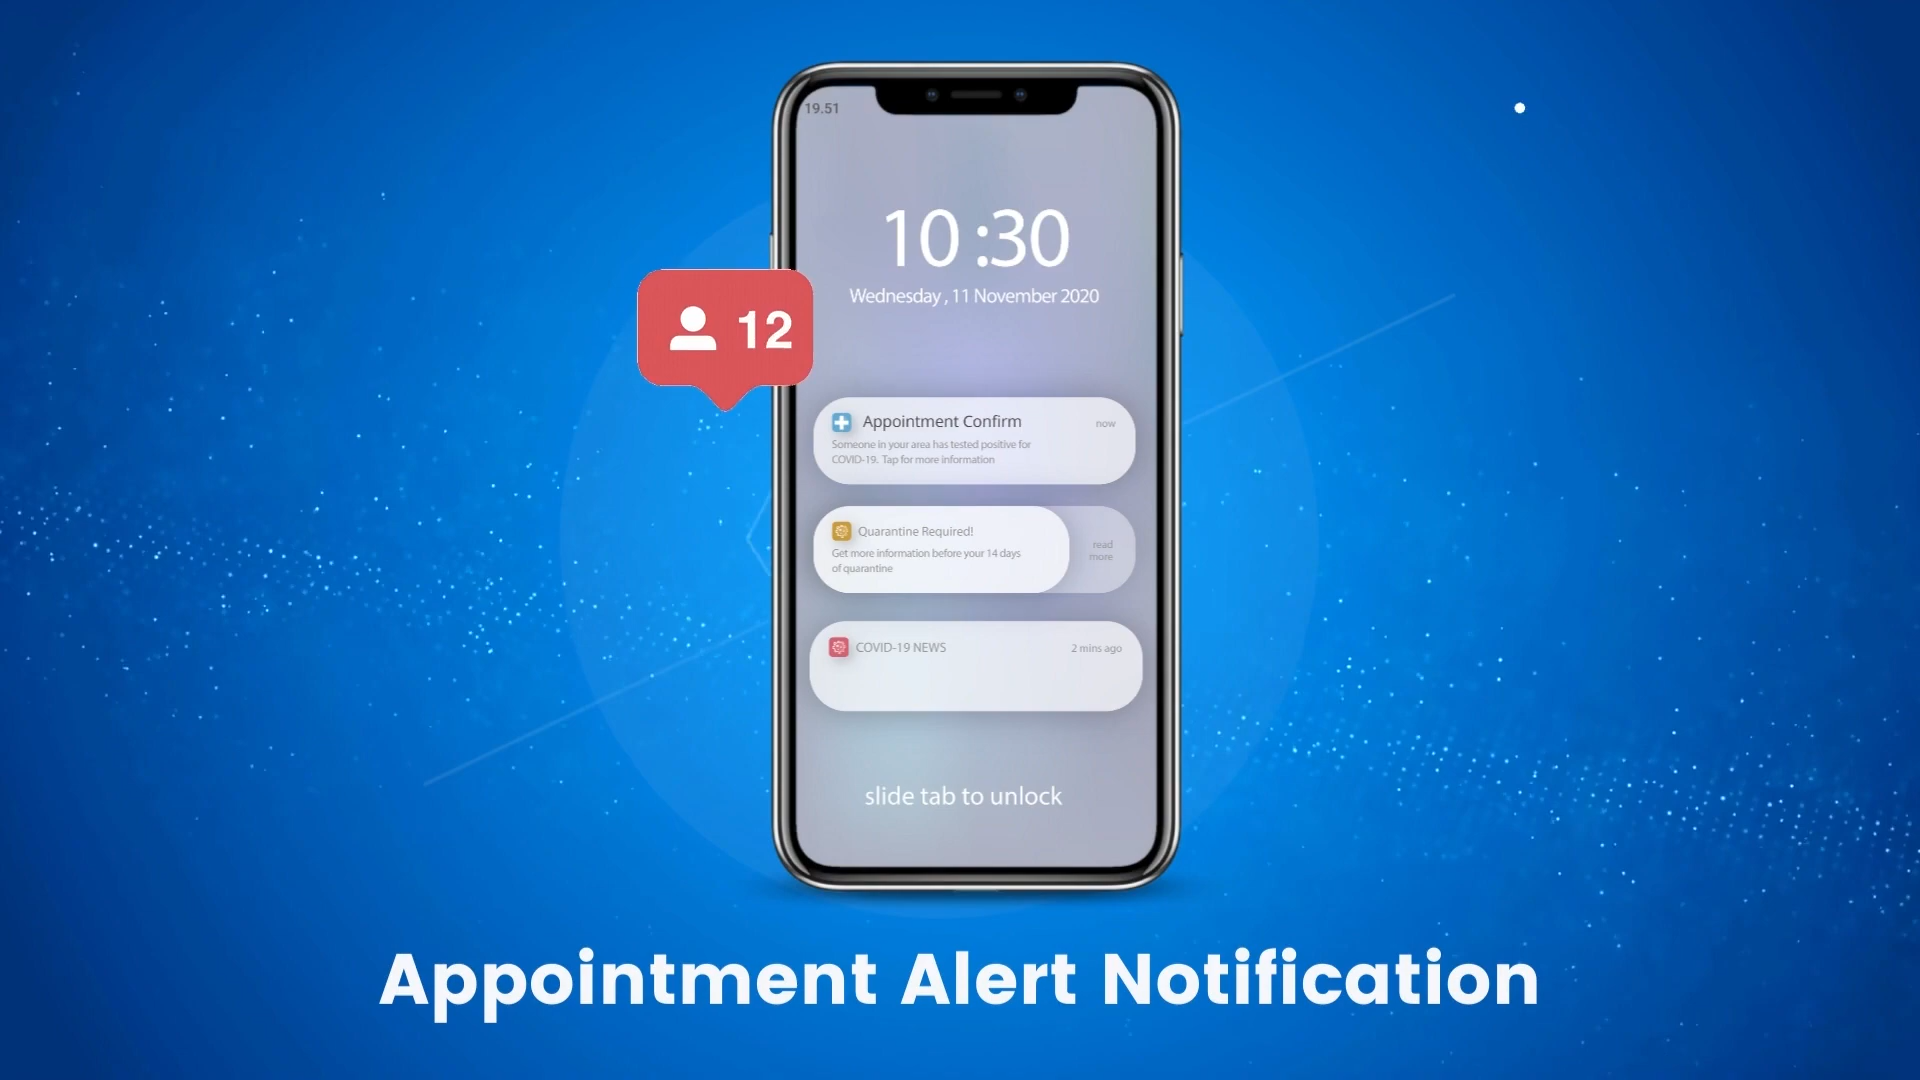 19.51
10 :30
Wednesday , 11 November 2020
12
Appointment Confirm
now
Someone in your area has tested positive for
COVID-19. Tap for more information
Quarantine Required!
Get more information before your 14 days
of quarantine
read
more
COVID-19 NEWS
2 mins ago
slide tab to unlock
Appointment Alert Notification